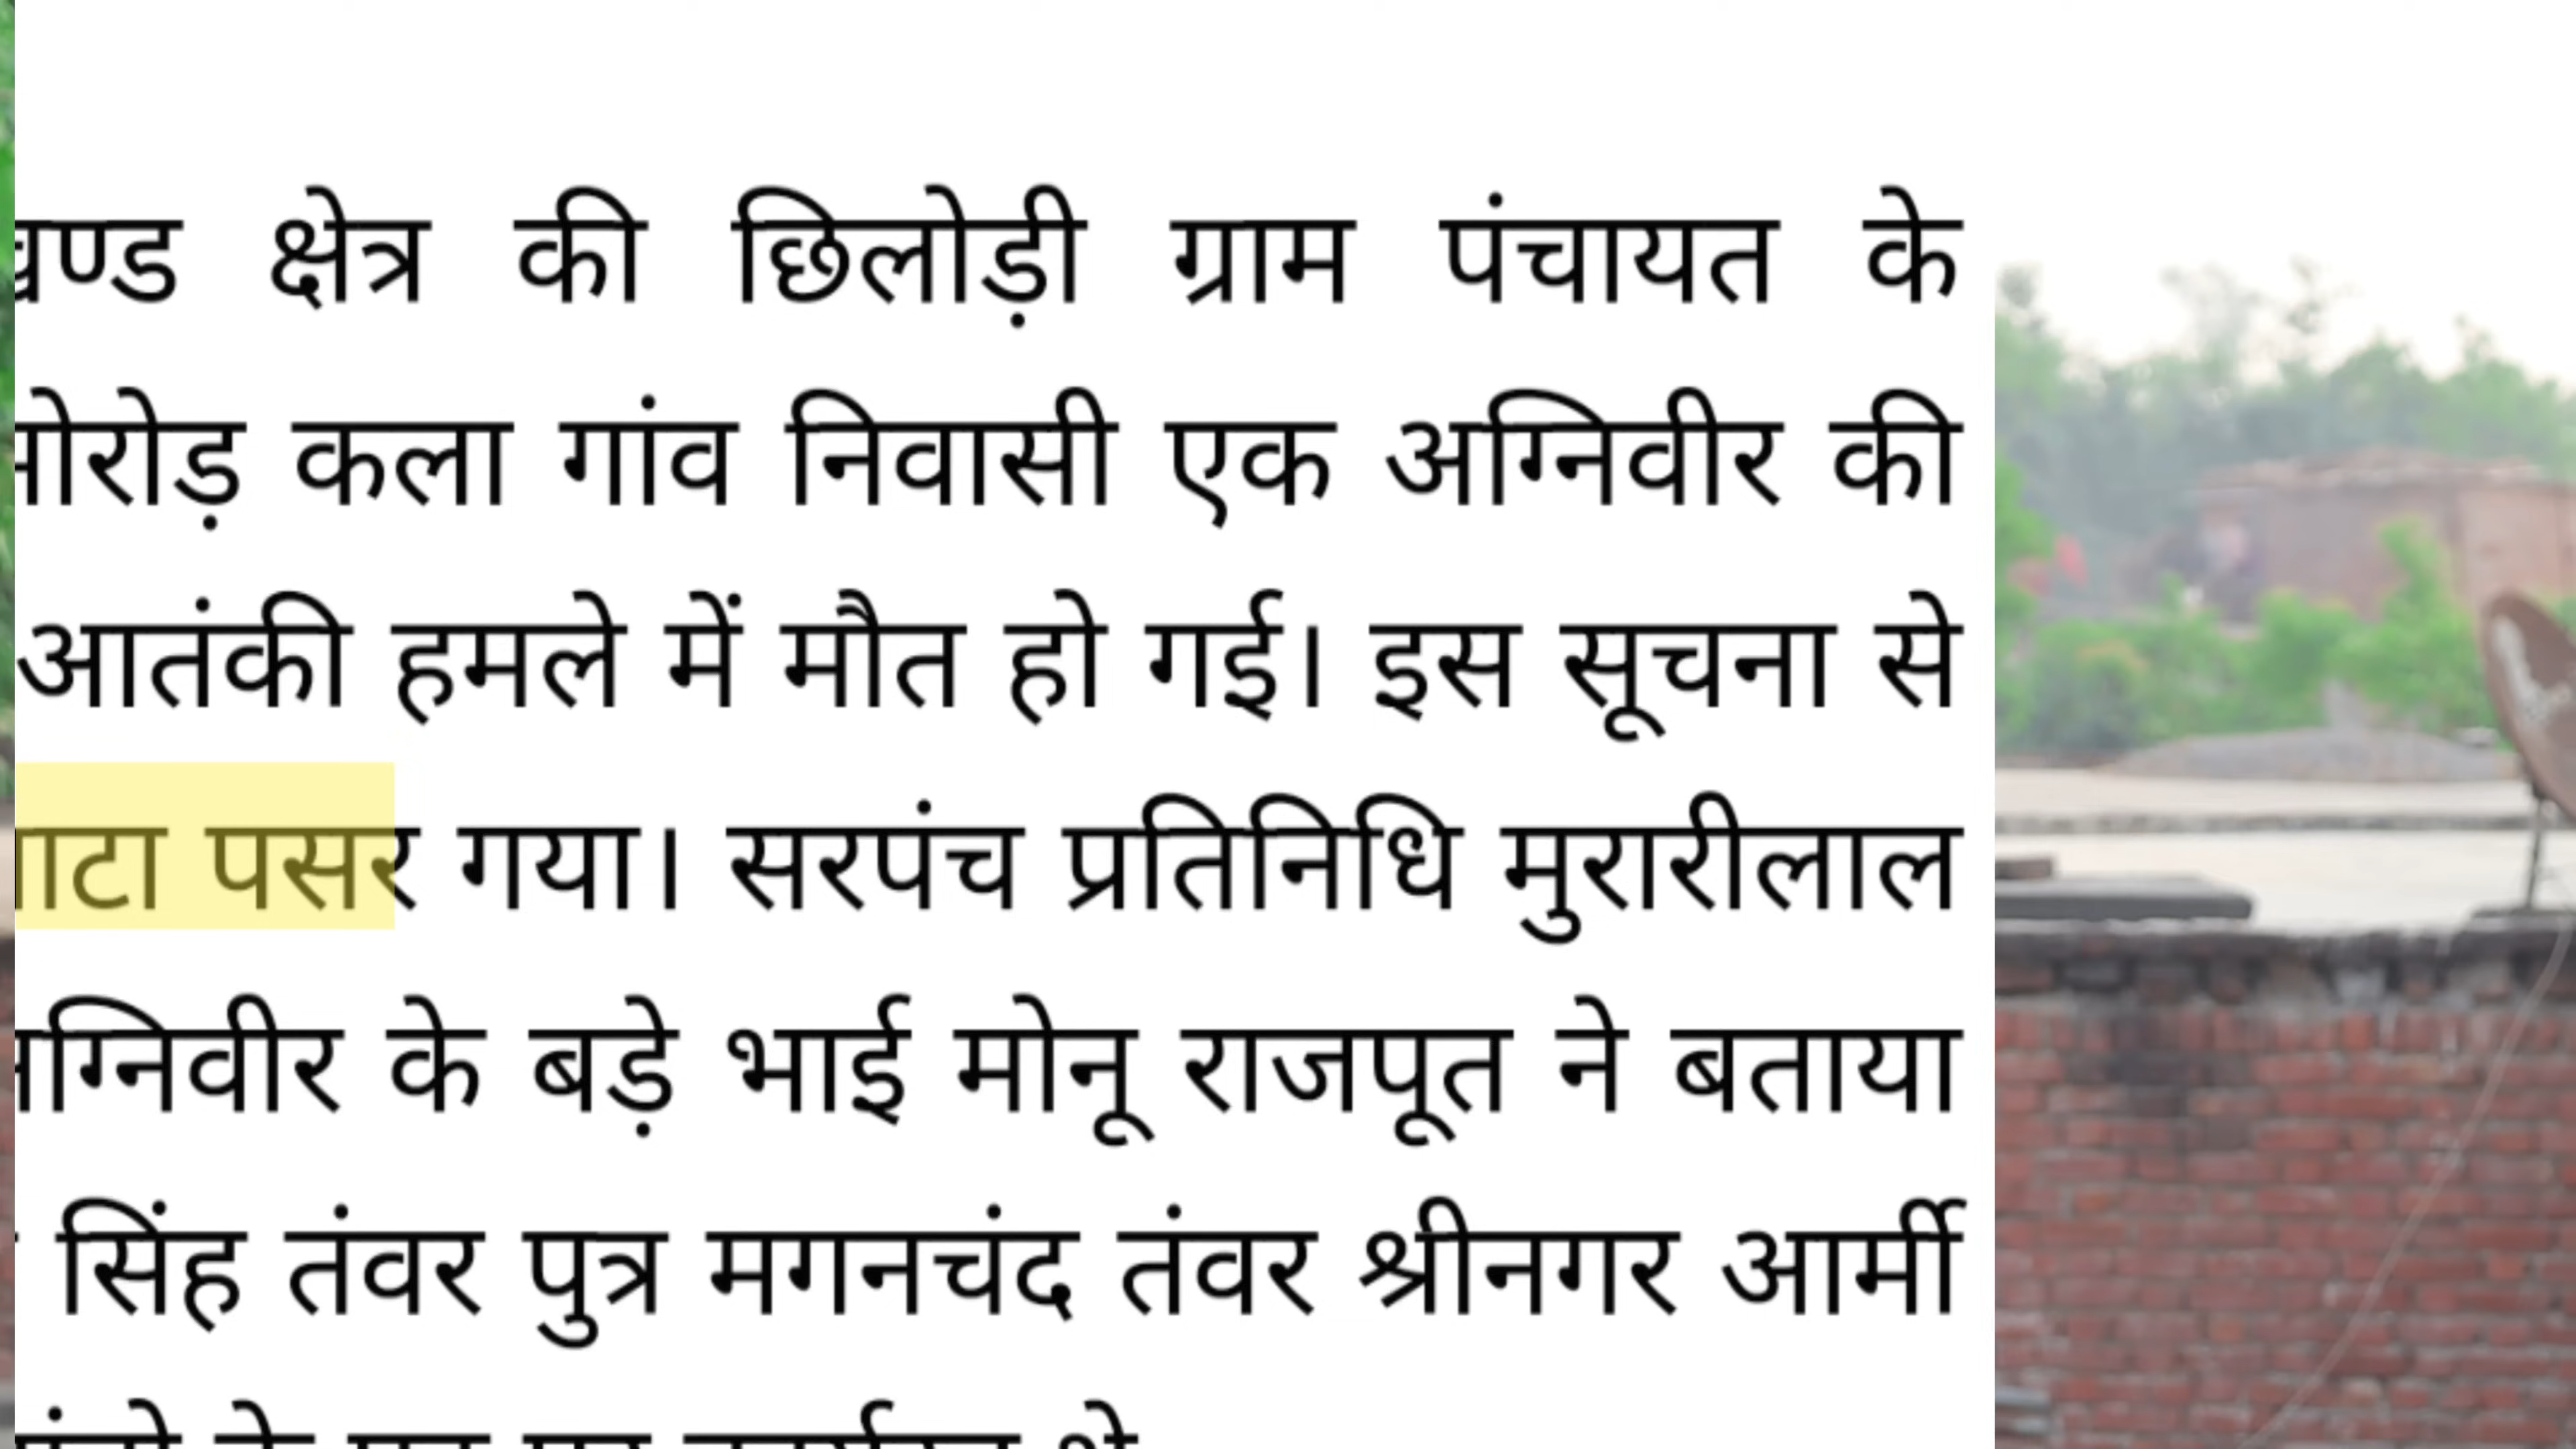 क्षेत्र की छिलोड़ी ग्राम पंचायत के
कला गांव निवासी एक अग्निवीर की
आतंकी हमले में मौत हो गई। इस सूचना से
पसर गया। सरपंच प्रतिनिधि मुरारीलाल
अग्निवीर के बड़े भाई मोनू राजपूत ने बताया
सिंह तंवर पुत्र मगनचंद तंवर श्रीनगर आर्मी